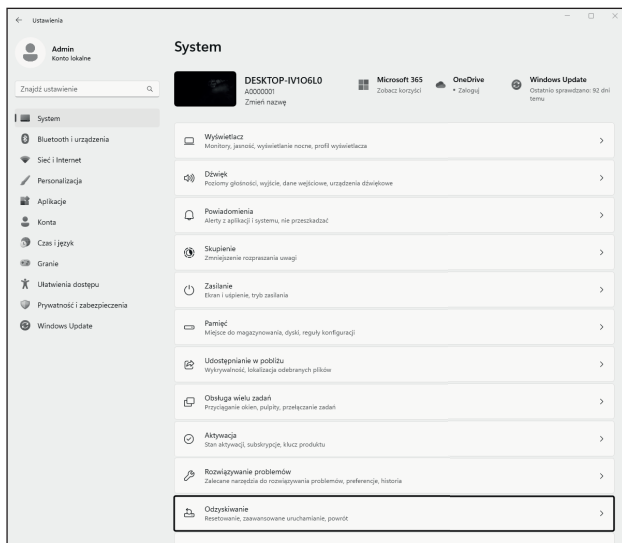 Ustawienia
Admin
Konto lokalne
Znajdź ustawienie
System
Bluetooth i urządzenia
Sieć i Internet
Personalizacja
Aplikacje
Konta
Czas i język
Granie
Ułatwienia dostępu
Prywatność i zabezpieczenia
Windows Update
System
DESKTOP-IV1O6L0
A0000001
Zmień nazwę
Microsoft 365
Zobacz korzyści
OneDrive
• Zaloguj
Windows Update
Ostatnio sprawdzano: 92 dni
temu
Wyświetlacz
Monitory, jasność, wyświetlanie nocne, profil wyświetlacza
Dźwięk
Poziomy głośności, wyjście, dane wejściowe, urządzenia dźwiękowe
Powiadomienia
Alerty z aplikacji i systemu, nie przeszkadzać
Skupienie
Zmniejszenie rozpraszania uwagi
Zasilanie
Ekran i uśpienie, tryb zasilania
Pamięć
Miejsce do magazynowania, dyski, reguły konfiguracji
Udostępnianie w pobliżu
Wykrywalność, lokalizacja odebranych plików
Obsługa wielu zadań
Przyciąganie okien, pulpity, przełączanie zadań
Aktywacja
Stan aktywacji, subskrypcje, klucz produktu
Rozwiązywanie problemów
Zalecane narzędzia do rozwiązywania problemów, preferencje, historia
Odzyskiwanie
Resetowanie, zaawansowane uruchamianie, powrót